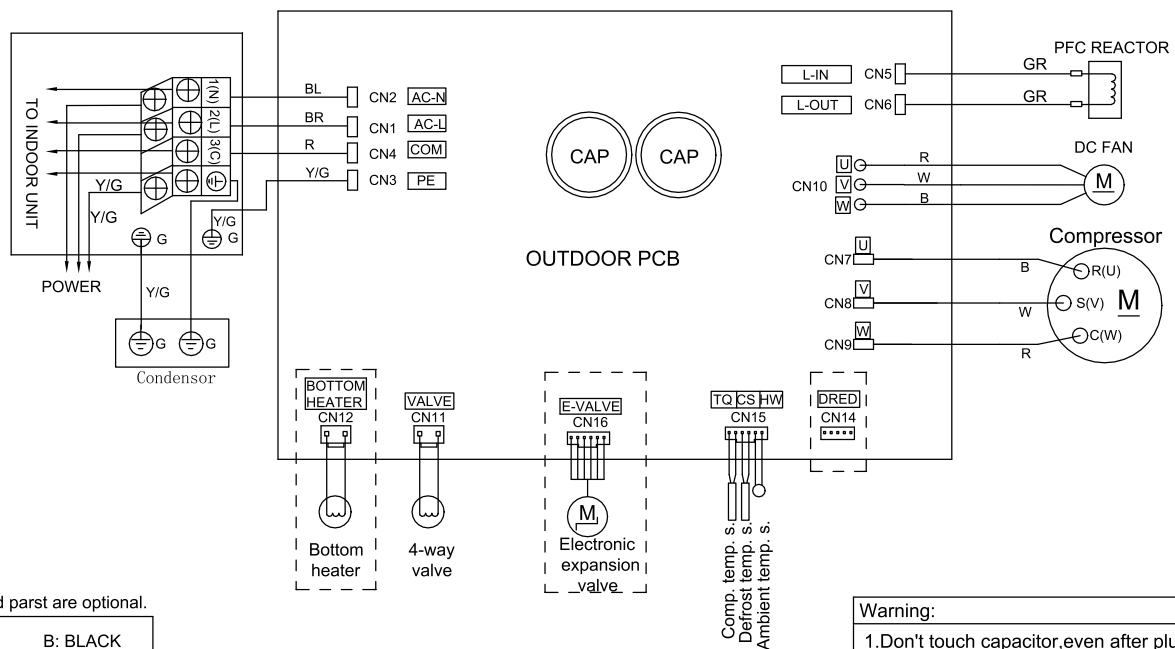 PFC REACTOR
L-IN CN5 GR
L-OUT CN6 GR
1(N)
2(L)
3(C)
BL CN2 AC-N
BR CN1 AC-L
R CN4 COM
Y/G CN3 PE
TO INDOOR UNIT
Y/G
Y/G
Y/G
G
G
POWER
Y/G
G G
Condensor
CAP CAP
OUTDOOR PCB
DC FAN
CN10
U R
V W
W B
M
Compressor
U
CN7 B R(U)
V
CN8 W S(V) M
W
CN9 R C(W)
BOTTOM
HEATER
CN12
Bottom
heater
VALVE
CN11
4-way
valve
E-VALVE
CN16
M
Electronic
expansion
valve
TQ CS HW
CN15
Comp. temp. s.
Defrost temp. s.
Ambient temp. s.
DRED
CN14
parst are optional.
B: BLACK
Warning:
1.Don't touch capacitor,even after